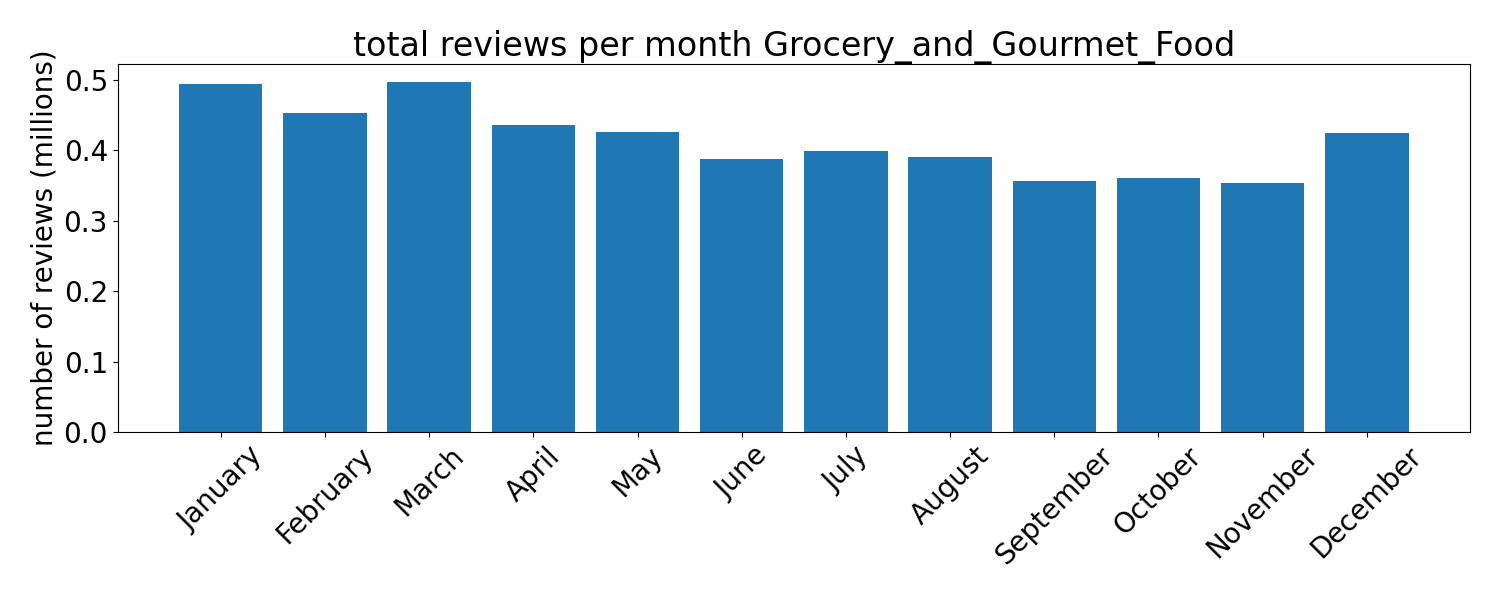 total reviews per month Grocery_and_Gourmet_Food
number of reviews (millions)
0.5
0.4
0.3
0.2
0.1
0.0
January
February
March
April
May
June
July
August
September
October
November
December